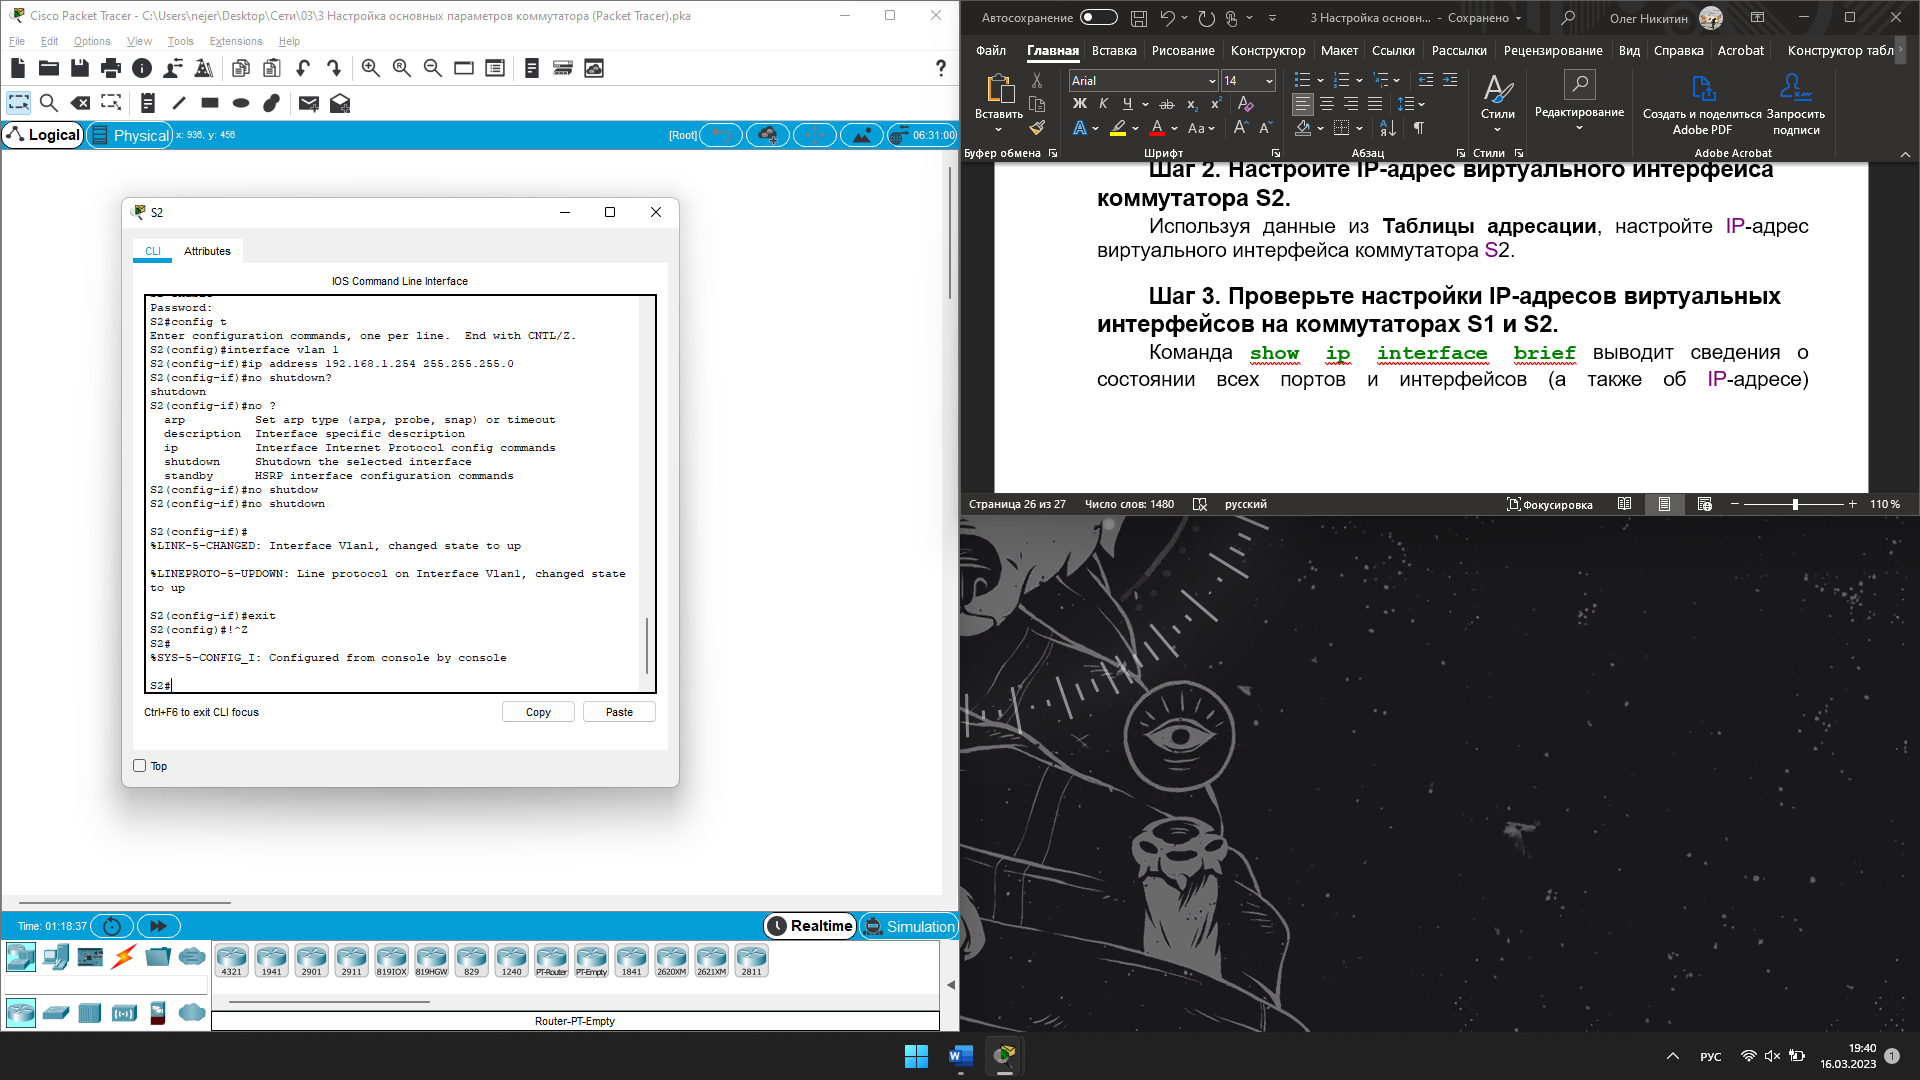 Cisco Packet Tracer - C:\Users\nejer\Desktop\Сети\03\3 Настройка основных параметров коммутатора (Packet Tracer).pka
File Edit Options View Tools Extensions Help
Logical Physical x: 936, y: 456 [Root] 06:31:00
S2
CLI Attributes
IOS Command Line Interface
Password:
S2#config t
Enter configuration commands, one per line. End with CNTL/Z.
S2(config)#interface vlan 1
S2(config-if)#ip address 192.168.1.254 255.255.255.0
S2(config-if)#no shutdown?
shutdown
S2(config-if)#no ?
arp Set arp type (arpa, probe, snap) or timeout
description Interface specific description
ip Interface Internet Protocol config commands
shutdown Shutdown the selected interface
standby HSRP interface configuration commands
S2(config-if)#no shutdow
S2(config-if)#no shutdown
S2(config-if)#
%LINK-5-CHANGED: Interface Vlan1, changed state to up
%LINEPROTO-5-UPDOWN: Line protocol on Interface Vlan1, changed state
to up
S2(config-if)#exit
S2(config)#!^Z
S2#
%SYS-5-CONFIG_I: Configured from console by console
S2#
Ctrl+F6 to exit CLI focus Copy Paste
Top
Time: 01:18:37 Realtime Simulation
4321 1941 2901 2911 819IOX 819HGW 829 1240 PT-Router PT-Empty 1841 2620XM 2621XM 2811
Router-PT-Empty
Автосохранение 3 Настройка основн... - Сохранено Олег Никитин
Файл Главная Вставка Рисование Конструктор Макет Ссылки Рассылки Рецензирование Вид Справка Acrobat Конструктор табл
Вставить Arial 14 Стили Редактирование Создать и поделиться Adobe PDF Запросить подписи
Ж К Ч ab x₂ x² Aa
Буфер обмена Шрифт Абзац Стили Adobe Acrobat
Шаг 2. Настройте IP-адрес виртуального интерфейса
коммутатора S2.
Используя данные из Таблицы адресации, настройте IP-адрес
виртуального интерфейса коммутатора S2.
Шаг 3. Проверьте настройки IP-адресов виртуальных
интерфейсов на коммутаторах S1 и S2.
Команда show ip interface brief выводит сведения о
состоянии всех портов и интерфейсов (а также об IP-адресе)
Страница 26 из 27 Число слов: 1480 русский Фокусировка 110 %
РУС 19:40
16.03.2023 1